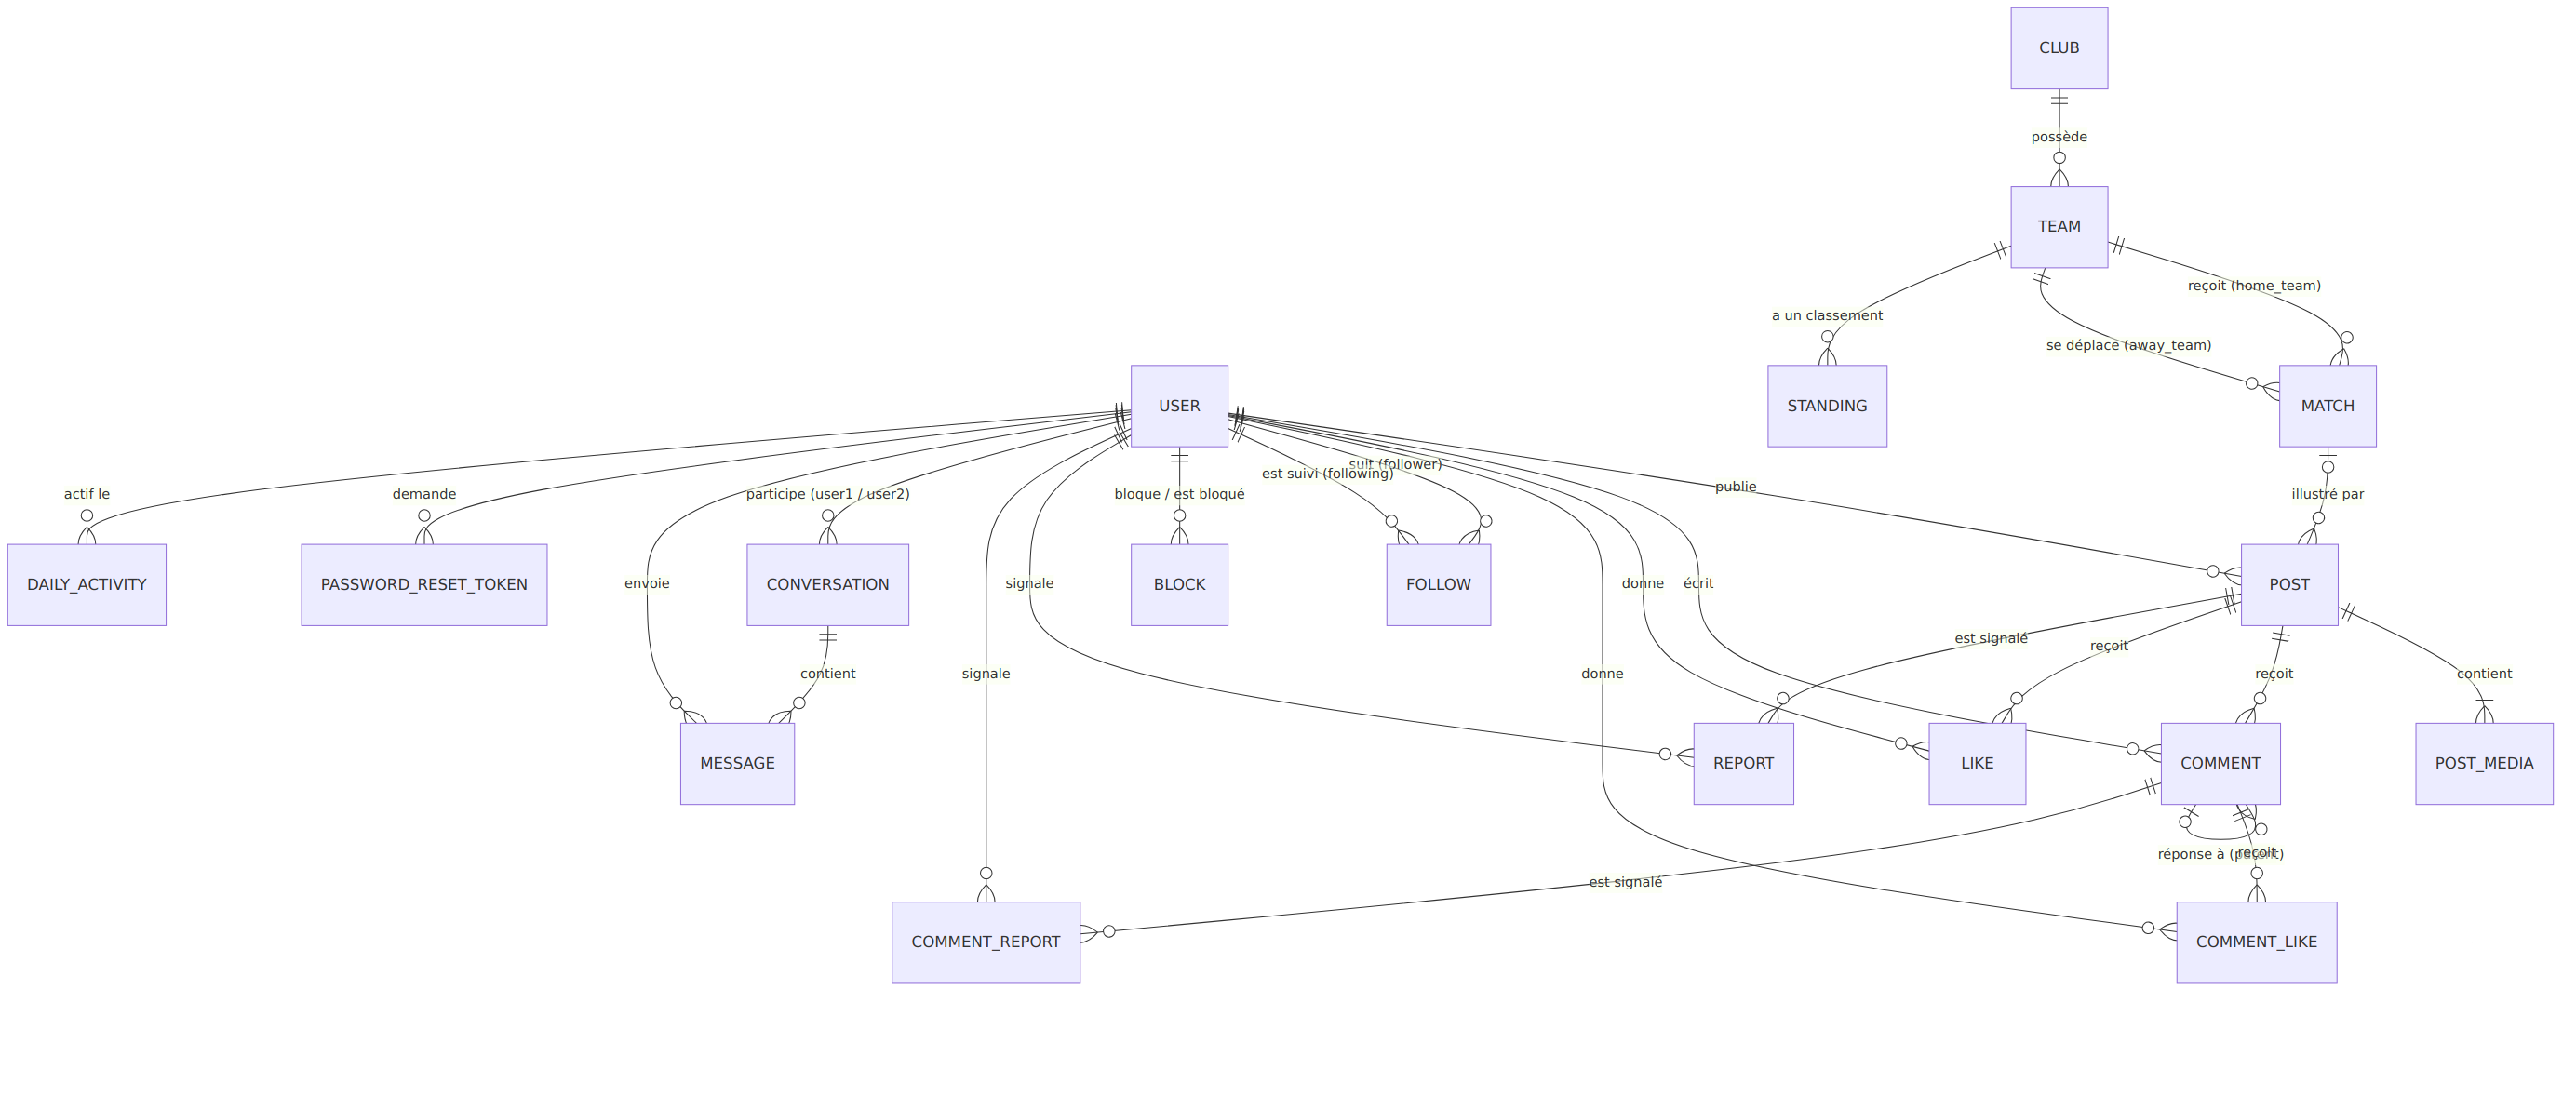 CLUB
possède
TEAM
reçoit (home_team)
a un classement
se déplace (away_team)
USER
STANDING
MATCH
suit (follower)
est suivi (following)
publie
actif le
demande
participe (user1 / user2)
bloque / est bloqué
illustré par
DAILY_ACTIVITY
PASSWORD_RESET_TOKEN
envoie
CONVERSATION
signale
BLOCK
FOLLOW
donne
écrit
POST
est signalé
reçoit
contient
signale
donne
reçoit
contient
MESSAGE
REPORT
LIKE
COMMENT
POST_MEDIA
réponse à (parent)
reçoit
est signalé
COMMENT_REPORT
COMMENT_LIKE